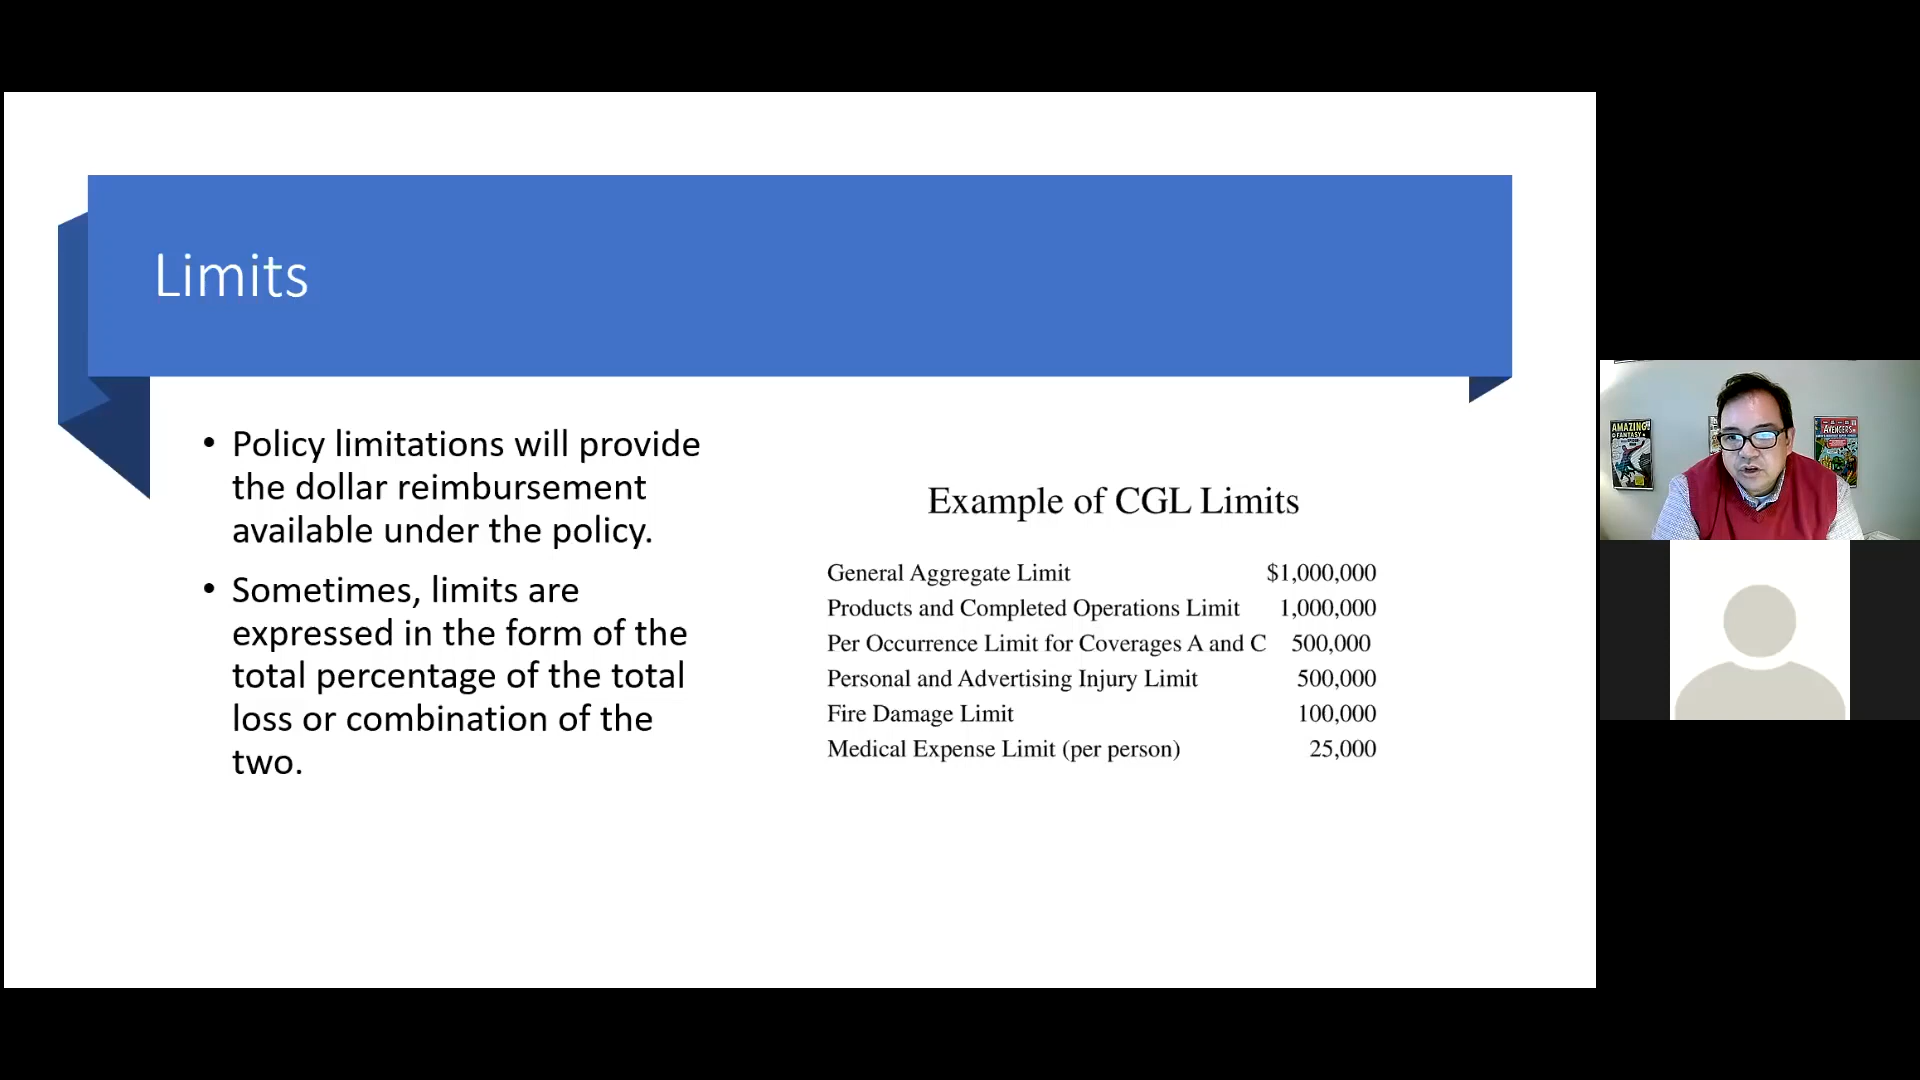 Limits
• Policy limitations will provide
the dollar reimbursement
available under the policy.
• Sometimes, limits are
expressed in the form of the
total percentage of the total
loss or combination of the
two.
Example of CGL Limits
General Aggregate Limit $1,000,000
Products and Completed Operations Limit 1,000,000
Per Occurrence Limit for Coverages A and C 500,000
Personal and Advertising Injury Limit 500,000
Fire Damage Limit 100,000
Medical Expense Limit (per person) 25,000
AMAZING
FANTASY
AVENGERS